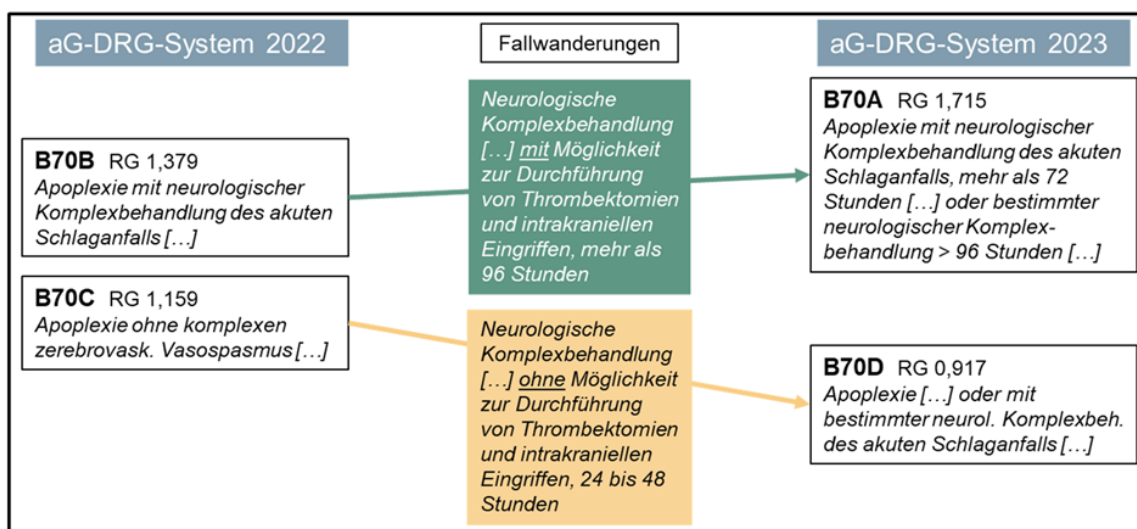 aG-DRG-System 2022
Fallwanderungen
aG-DRG-System 2023
B70B RG 1,379
Apoplexie mit neurologischer
Komplexbehandlung des akuten
Schlaganfalls […]
B70C RG 1,159
Apoplexie ohne komplexen
zerebrovask. Vasospasmus […]
Neurologische
Komplexbehandlung
[…] mit Möglichkeit
zur Durchführung
von Thrombektomien
und intrakraniellen
Eingriffen, mehr als
96 Stunden
Neurologische
Komplexbehandlung
[…] ohne Möglichkeit
zur Durchführung
von Thrombektomien
und intrakraniellen
Eingriffen, 24 bis 48
Stunden
B70A RG 1,715
Apoplexie mit neurologischer
Komplexbehandlung des akuten
Schlaganfalls, mehr als 72
Stunden […] oder bestimmter
neurologischer Komplex-
behandlung > 96 Stunden […]
B70D RG 0,917
Apoplexie […] oder mit
bestimmter neurol. Komplexbeh.
des akuten Schlaganfalls […]